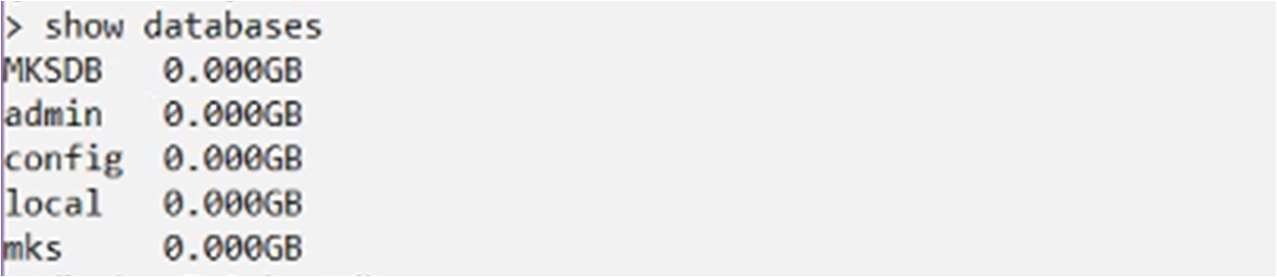 > show databases
MKSDB   0.000GB
admin   0.000GB
config  0.000GB
local   0.000GB
mks     0.000GB